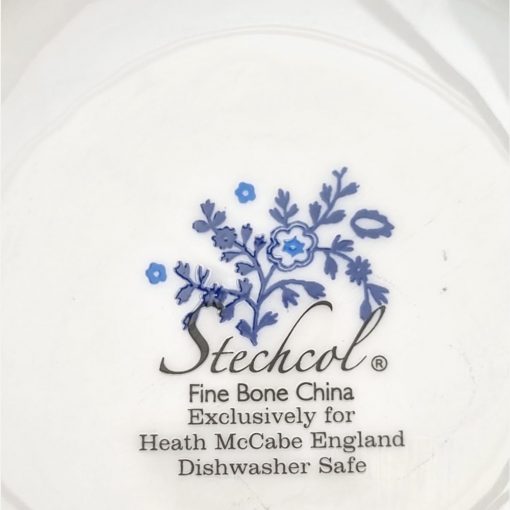 Stechcol ®
Fine Bone China
Exclusively for
Heath McCabe England
Dishwasher Safe